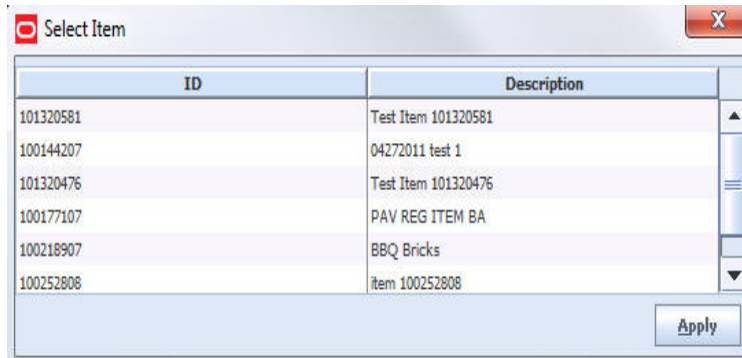 Select Item
X
ID Description
101320581 Test Item 101320581
100144207 04272011 test 1
101320476 Test Item 101320476
100177107 PAV REG ITEM BA
100218907 BBQ Bricks
100252808 item 100252808
Apply